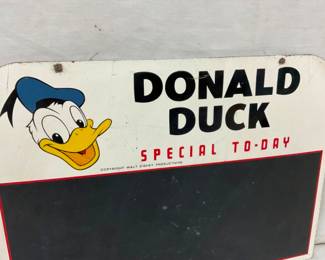 DONALD
DUCK
SPECIAL TO-DAY
COPYRIGHT WALT DISNEY PRODUCTIONS